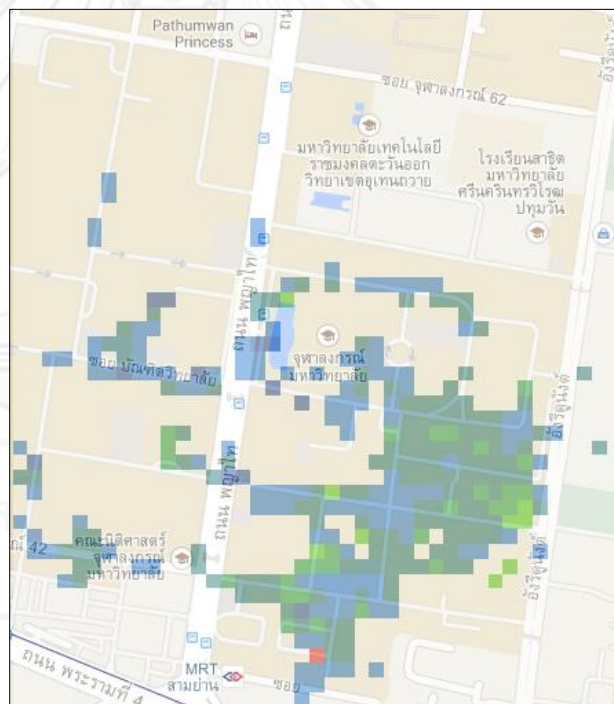 Pathumwan
Princess
ซอย จุฬาลงกรณ์ 62
มหาวิทยาลัยเทคโนโลยี
ราชมงคลตะวันออก
วิทยาเขตอุเทนถวาย
โรงเรียนสาธิต
มหาวิทยาลัย
ศรีนครินทรวิโรฒ
ปทุมวัน
อังรีดูนังต์
ถนน พญาไท
จุฬาลงกรณ์
มหาวิทยาลัย
ซอย บัณฑิตวิทยาลัย
อังรีดูนังต์
ถนน พญาไท
คณะนิติศาสตร์
จุฬาลงกรณ์
มหาวิทยาลัย
42
อังรีดูนังต์
ถนน พระรามที่ 4
MRT
สามย่าน
ซอย